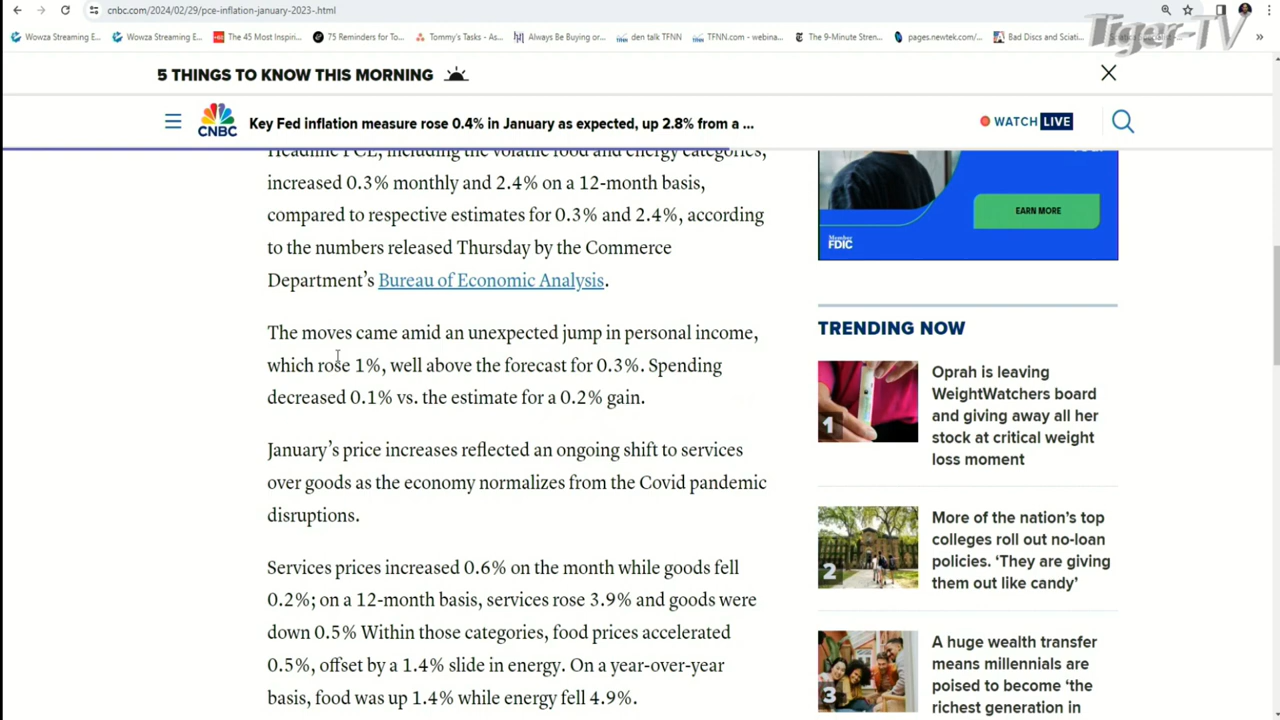 cnbc.com/2024/02/29/pce-inflation-january-2023-.html
Wowza Streaming E... Wowza Streaming E... The 45 Most Inspiri... 75 Reminders for To... Tommy's Tasks - As... Always Be Buying or... den talk TFNN TFNN.com - webina... The 9-Minute Stren... pages.newtek.com/... Bad Discs and Sciati...
Tiger-TV
5 THINGS TO KNOW THIS MORNING
CNBC
Key Fed inflation measure rose 0.4% in January as expected, up 2.8% from a ...
WATCH LIVE
Headline PCE, including the volatile food and energy categories,
increased 0.3% monthly and 2.4% on a 12-month basis,
compared to respective estimates for 0.3% and 2.4%, according
to the numbers released Thursday by the Commerce
Department's Bureau of Economic Analysis.
The moves came amid an unexpected jump in personal income,
which rose 1%, well above the forecast for 0.3%. Spending
decreased 0.1% vs. the estimate for a 0.2% gain.
January's price increases reflected an ongoing shift to services
over goods as the economy normalizes from the Covid pandemic
disruptions.
Services prices increased 0.6% on the month while goods fell
0.2%; on a 12-month basis, services rose 3.9% and goods were
down 0.5% Within those categories, food prices accelerated
0.5%, offset by a 1.4% slide in energy. On a year-over-year
basis, food was up 1.4% while energy fell 4.9%.
EARN MORE
Member
FDIC
TRENDING NOW
1
Oprah is leaving
WeightWatchers board
and giving away all her
stock at critical weight
loss moment
2
More of the nation's top
colleges roll out no-loan
policies. 'They are giving
them out like candy'
3
A huge wealth transfer
means millennials are
poised to become 'the
richest generation in